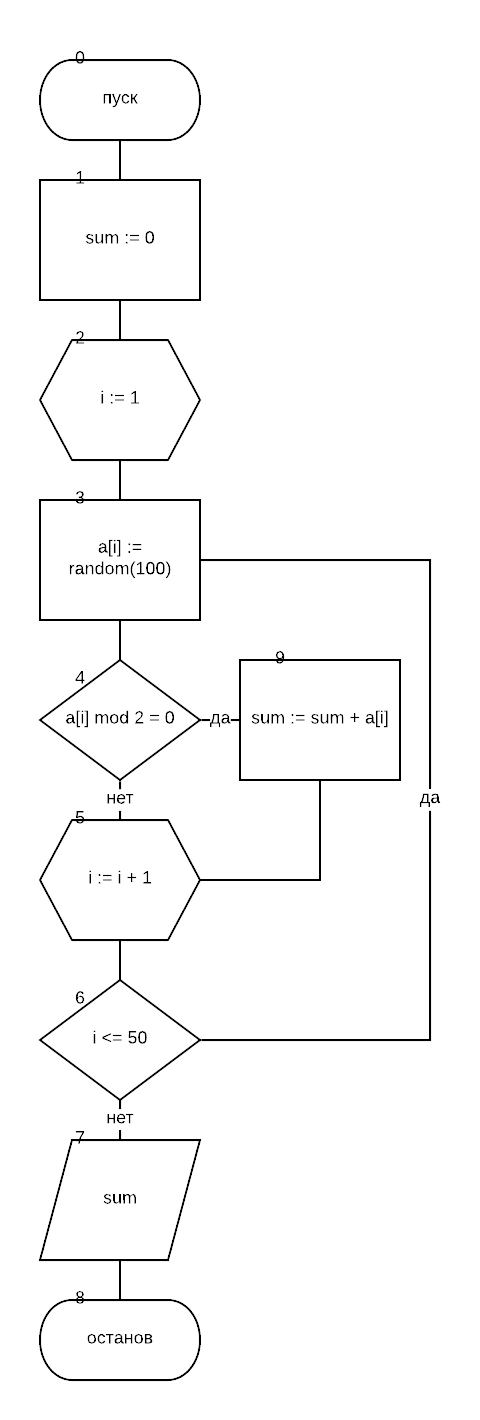 0
пуск
1
sum := 0
2
i := 1
3
a[i] :=
random(100)
4
a[i] mod 2 = 0
да
9
sum := sum + a[i]
нет
да
5
i := i + 1
6
i <= 50
нет
7
sum
8
останов